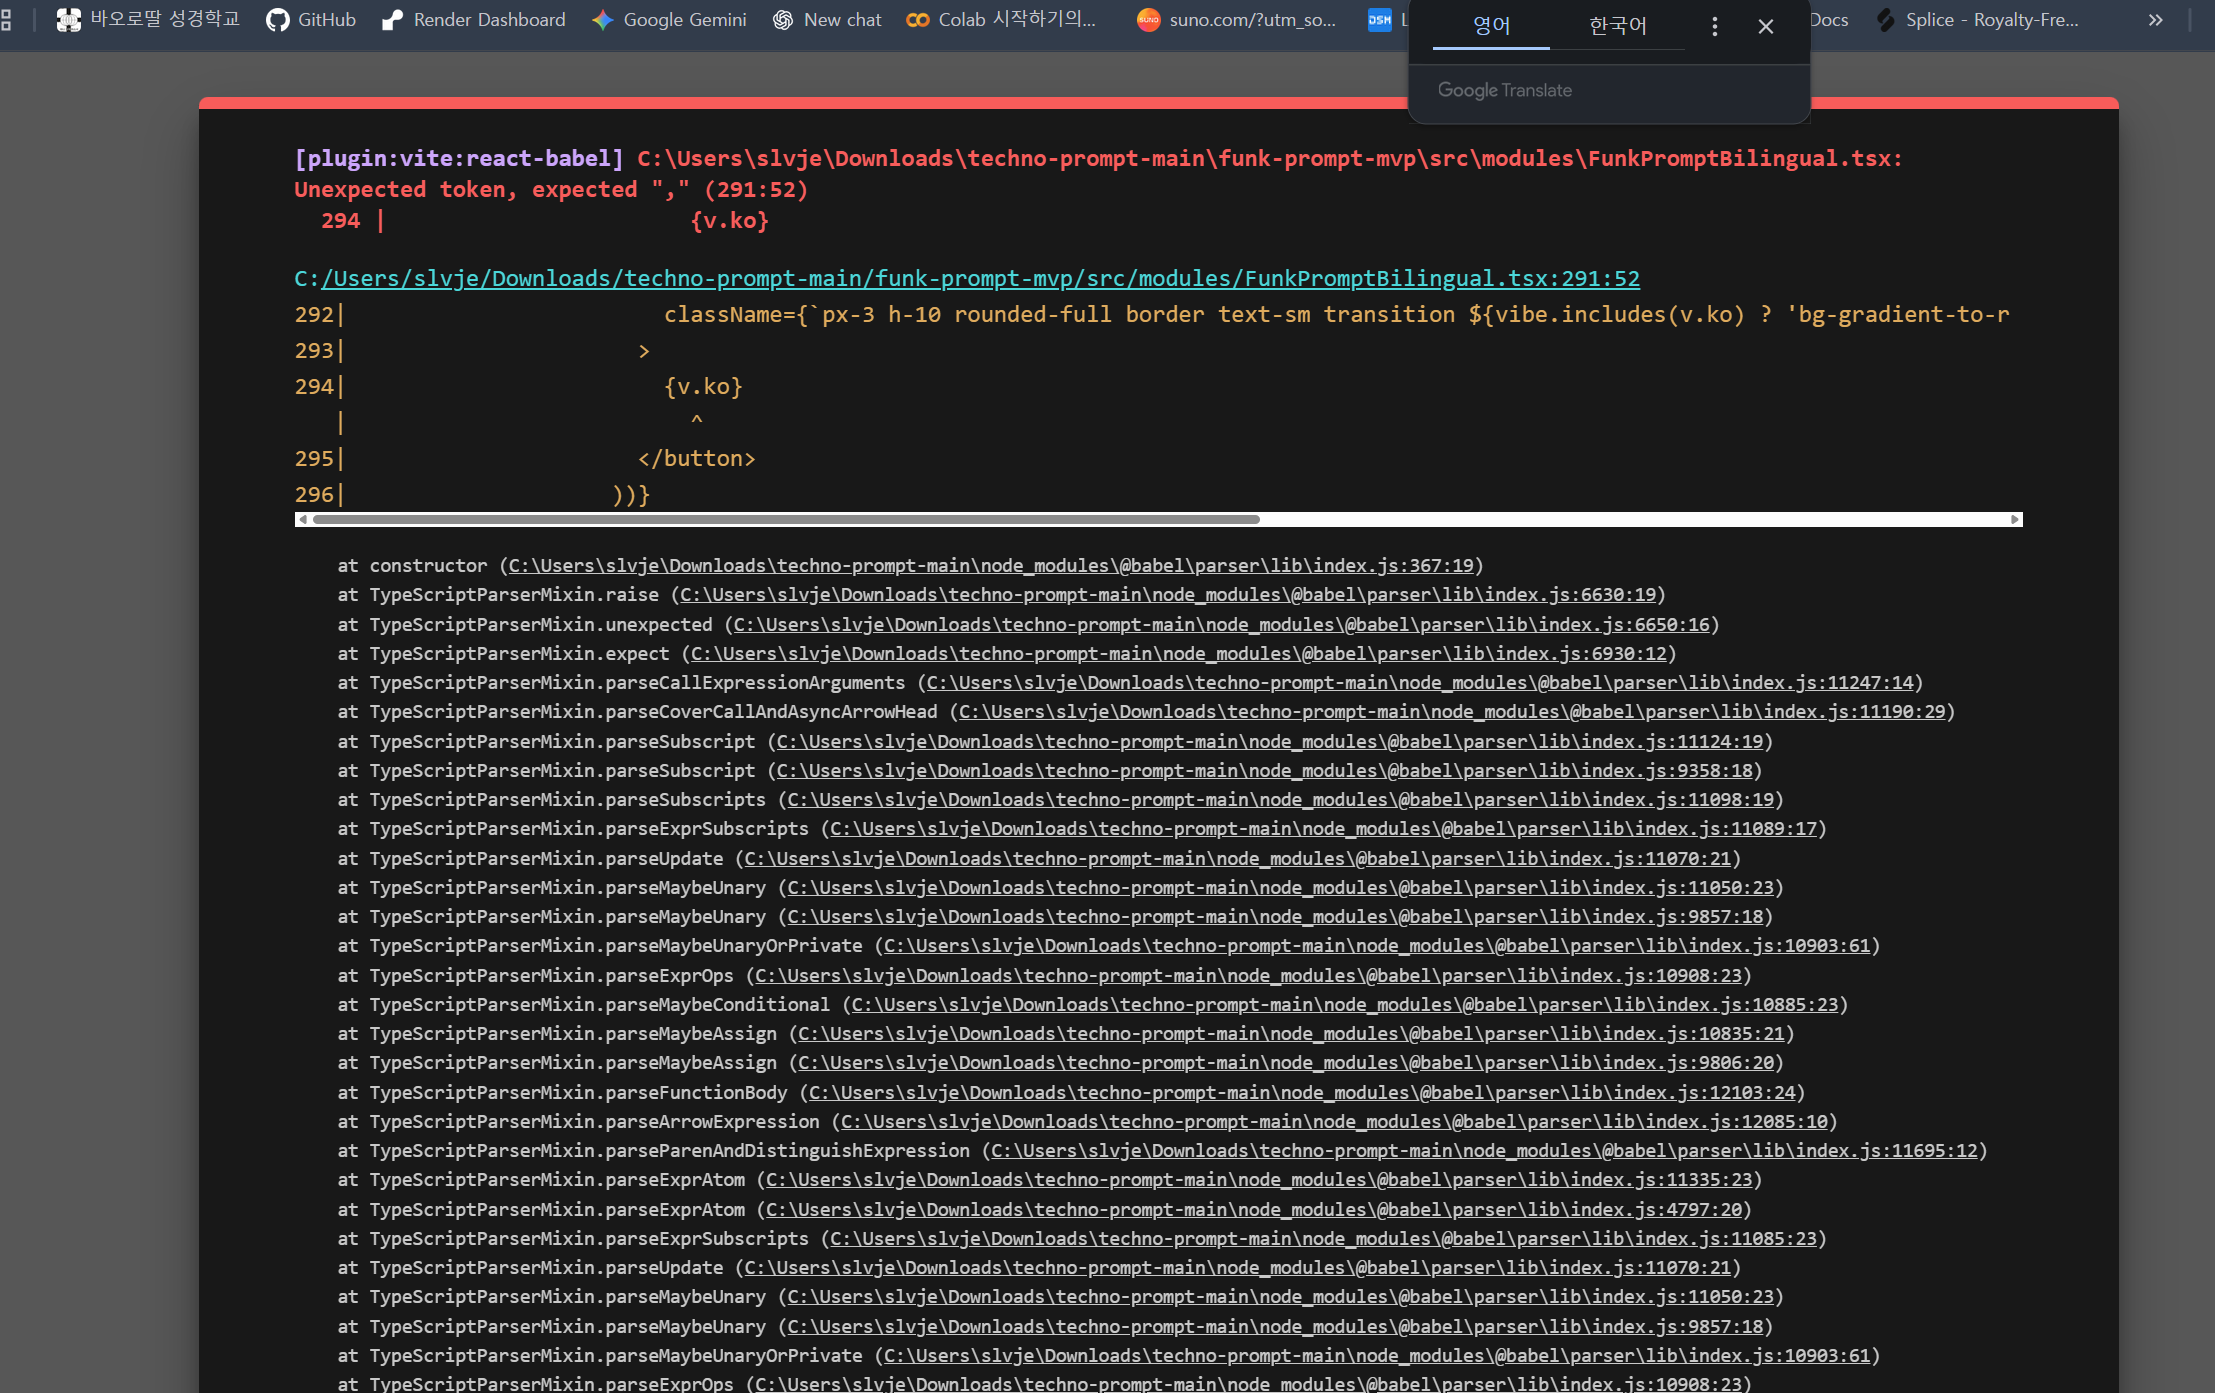 바오로딸 성경학교 GitHub Render Dashboard Google Gemini New chat Colab 시작하기의... suno.com/?utm_so... DSM L Docs Splice - Royalty-Fre... »
영어 한국어
Google Translate
[plugin:vite:react-babel] C:\Users\slvje\Downloads\techno-prompt-main\funk-prompt-mvp\src\modules\FunkPromptBilingual.tsx:
Unexpected token, expected "," (291:52)
294 | {v.ko}
C:/Users/slvje/Downloads/techno-prompt-main/funk-prompt-mvp/src/modules/FunkPromptBilingual.tsx:291:52
292| className={`px-3 h-10 rounded-full border text-sm transition ${vibe.includes(v.ko) ? 'bg-gradient-to-r
293| >
294| {v.ko}
| ^
295| </button>
296| ))}
at constructor (C:\Users\slvje\Downloads\techno-prompt-main\node_modules\@babel\parser\lib\index.js:367:19)
at TypeScriptParserMixin.raise (C:\Users\slvje\Downloads\techno-prompt-main\node_modules\@babel\parser\lib\index.js:6630:19)
at TypeScriptParserMixin.unexpected (C:\Users\slvje\Downloads\techno-prompt-main\node_modules\@babel\parser\lib\index.js:6650:16)
at TypeScriptParserMixin.expect (C:\Users\slvje\Downloads\techno-prompt-main\node_modules\@babel\parser\lib\index.js:6930:12)
at TypeScriptParserMixin.parseCallExpressionArguments (C:\Users\slvje\Downloads\techno-prompt-main\node_modules\@babel\parser\lib\index.js:11247:14)
at TypeScriptParserMixin.parseCoverCallAndAsyncArrowHead (C:\Users\slvje\Downloads\techno-prompt-main\node_modules\@babel\parser\lib\index.js:11190:29)
at TypeScriptParserMixin.parseSubscript (C:\Users\slvje\Downloads\techno-prompt-main\node_modules\@babel\parser\lib\index.js:11124:19)
at TypeScriptParserMixin.parseSubscript (C:\Users\slvje\Downloads\techno-prompt-main\node_modules\@babel\parser\lib\index.js:9358:18)
at TypeScriptParserMixin.parseSubscripts (C:\Users\slvje\Downloads\techno-prompt-main\node_modules\@babel\parser\lib\index.js:11098:19)
at TypeScriptParserMixin.parseExprSubscripts (C:\Users\slvje\Downloads\techno-prompt-main\node_modules\@babel\parser\lib\index.js:11089:17)
at TypeScriptParserMixin.parseUpdate (C:\Users\slvje\Downloads\techno-prompt-main\node_modules\@babel\parser\lib\index.js:11070:21)
at TypeScriptParserMixin.parseMaybeUnary (C:\Users\slvje\Downloads\techno-prompt-main\node_modules\@babel\parser\lib\index.js:11050:23)
at TypeScriptParserMixin.parseMaybeUnary (C:\Users\slvje\Downloads\techno-prompt-main\node_modules\@babel\parser\lib\index.js:9857:18)
at TypeScriptParserMixin.parseMaybeUnaryOrPrivate (C:\Users\slvje\Downloads\techno-prompt-main\node_modules\@babel\parser\lib\index.js:10903:61)
at TypeScriptParserMixin.parseExprOps (C:\Users\slvje\Downloads\techno-prompt-main\node_modules\@babel\parser\lib\index.js:10908:23)
at TypeScriptParserMixin.parseMaybeConditional (C:\Users\slvje\Downloads\techno-prompt-main\node_modules\@babel\parser\lib\index.js:10885:23)
at TypeScriptParserMixin.parseMaybeAssign (C:\Users\slvje\Downloads\techno-prompt-main\node_modules\@babel\parser\lib\index.js:10835:21)
at TypeScriptParserMixin.parseMaybeAssign (C:\Users\slvje\Downloads\techno-prompt-main\node_modules\@babel\parser\lib\index.js:9806:20)
at TypeScriptParserMixin.parseFunctionBody (C:\Users\slvje\Downloads\techno-prompt-main\node_modules\@babel\parser\lib\index.js:12103:24)
at TypeScriptParserMixin.parseArrowExpression (C:\Users\slvje\Downloads\techno-prompt-main\node_modules\@babel\parser\lib\index.js:12085:10)
at TypeScriptParserMixin.parseParenAndDistinguishExpression (C:\Users\slvje\Downloads\techno-prompt-main\node_modules\@babel\parser\lib\index.js:11695:12)
at TypeScriptParserMixin.parseExprAtom (C:\Users\slvje\Downloads\techno-prompt-main\node_modules\@babel\parser\lib\index.js:11335:23)
at TypeScriptParserMixin.parseExprAtom (C:\Users\slvje\Downloads\techno-prompt-main\node_modules\@babel\parser\lib\index.js:4797:20)
at TypeScriptParserMixin.parseExprSubscripts (C:\Users\slvje\Downloads\techno-prompt-main\node_modules\@babel\parser\lib\index.js:11085:23)
at TypeScriptParserMixin.parseUpdate (C:\Users\slvje\Downloads\techno-prompt-main\node_modules\@babel\parser\lib\index.js:11070:21)
at TypeScriptParserMixin.parseMaybeUnary (C:\Users\slvje\Downloads\techno-prompt-main\node_modules\@babel\parser\lib\index.js:11050:23)
at TypeScriptParserMixin.parseMaybeUnary (C:\Users\slvje\Downloads\techno-prompt-main\node_modules\@babel\parser\lib\index.js:9857:18)
at TypeScriptParserMixin.parseMaybeUnaryOrPrivate (C:\Users\slvje\Downloads\techno-prompt-main\node_modules\@babel\parser\lib\index.js:10903:61)
at TypeScriptParserMixin.parseExprOps (C:\Users\slvje\Downloads\techno-prompt-main\node_modules\@babel\parser\lib\index.js:10908:23)